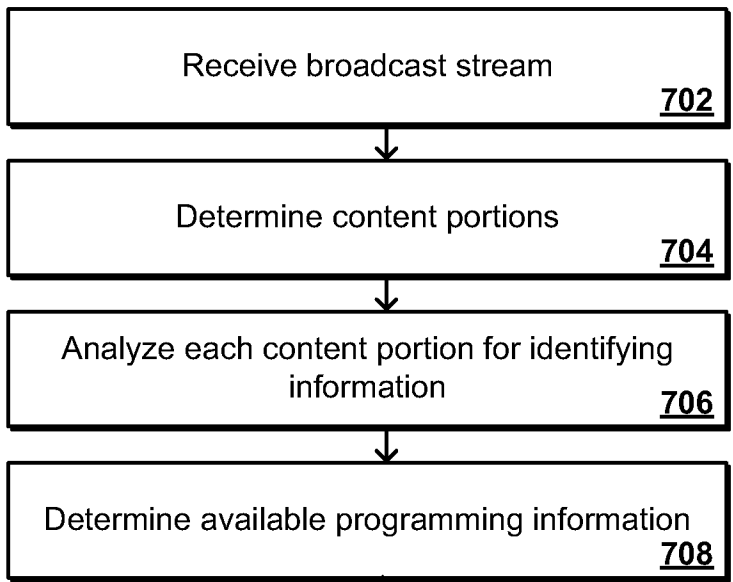 Receive broadcast stream
702
Determine content portions
704
Analyze each content portion for identifying
information
706
Determine available programming information
708